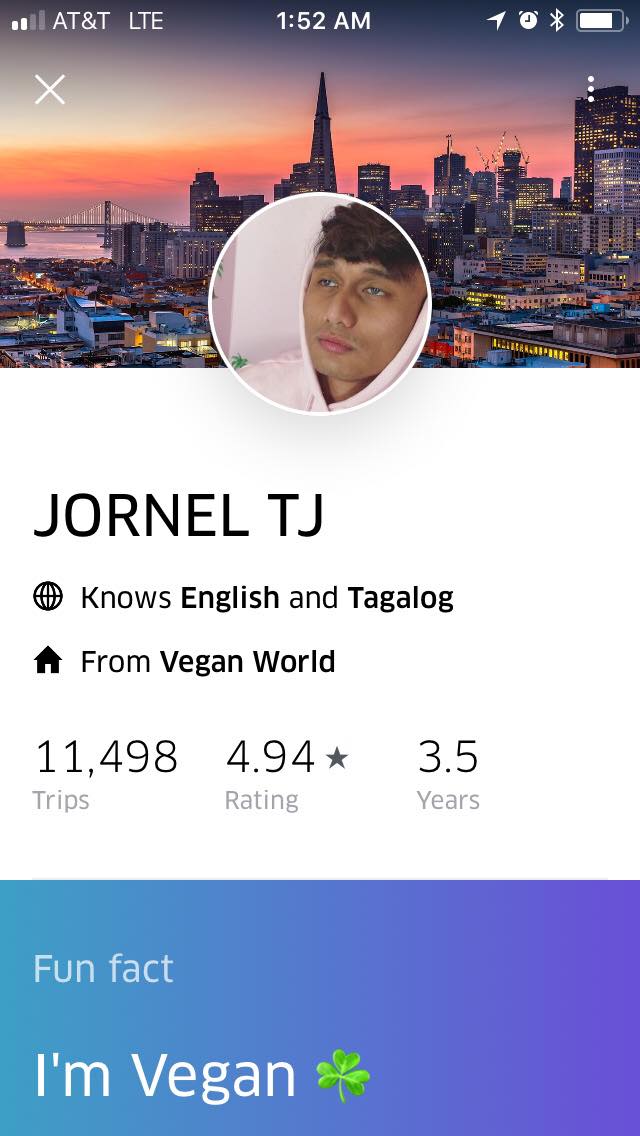 AT&T LTE 1:52 AM
JORNEL TJ
Knows English and Tagalog
From Vegan World
11,498 4.94 ★ 3.5
Trips Rating Years
Fun fact
I'm Vegan ☘️